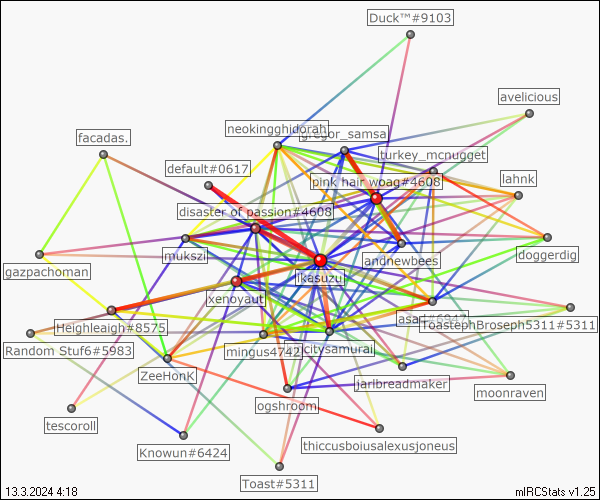 Duck™#9103
avelicious
neokingghidorah
gregor_samsa
facadas.
turkey_mcnugget
default#0617
pink hair woag#4608
lahnk
disaster of passion#4608
mukszi
andnewbees
doggerdig
gazpachoman
ikasuzui
xenoyaut
asad#6947
ToastephBroseph5311#5311
Heighleaigh#8575
Random Stuf6#5983
mingus4742
citysamurai
ZeeHonK
jarlbreadmaker
moonraven
ogshroom
tescoroll
Knowun#6424
thiccusboiusalexusjoneus
Toast#5311
13.3.2024 4:18
mIRCStats v1.25